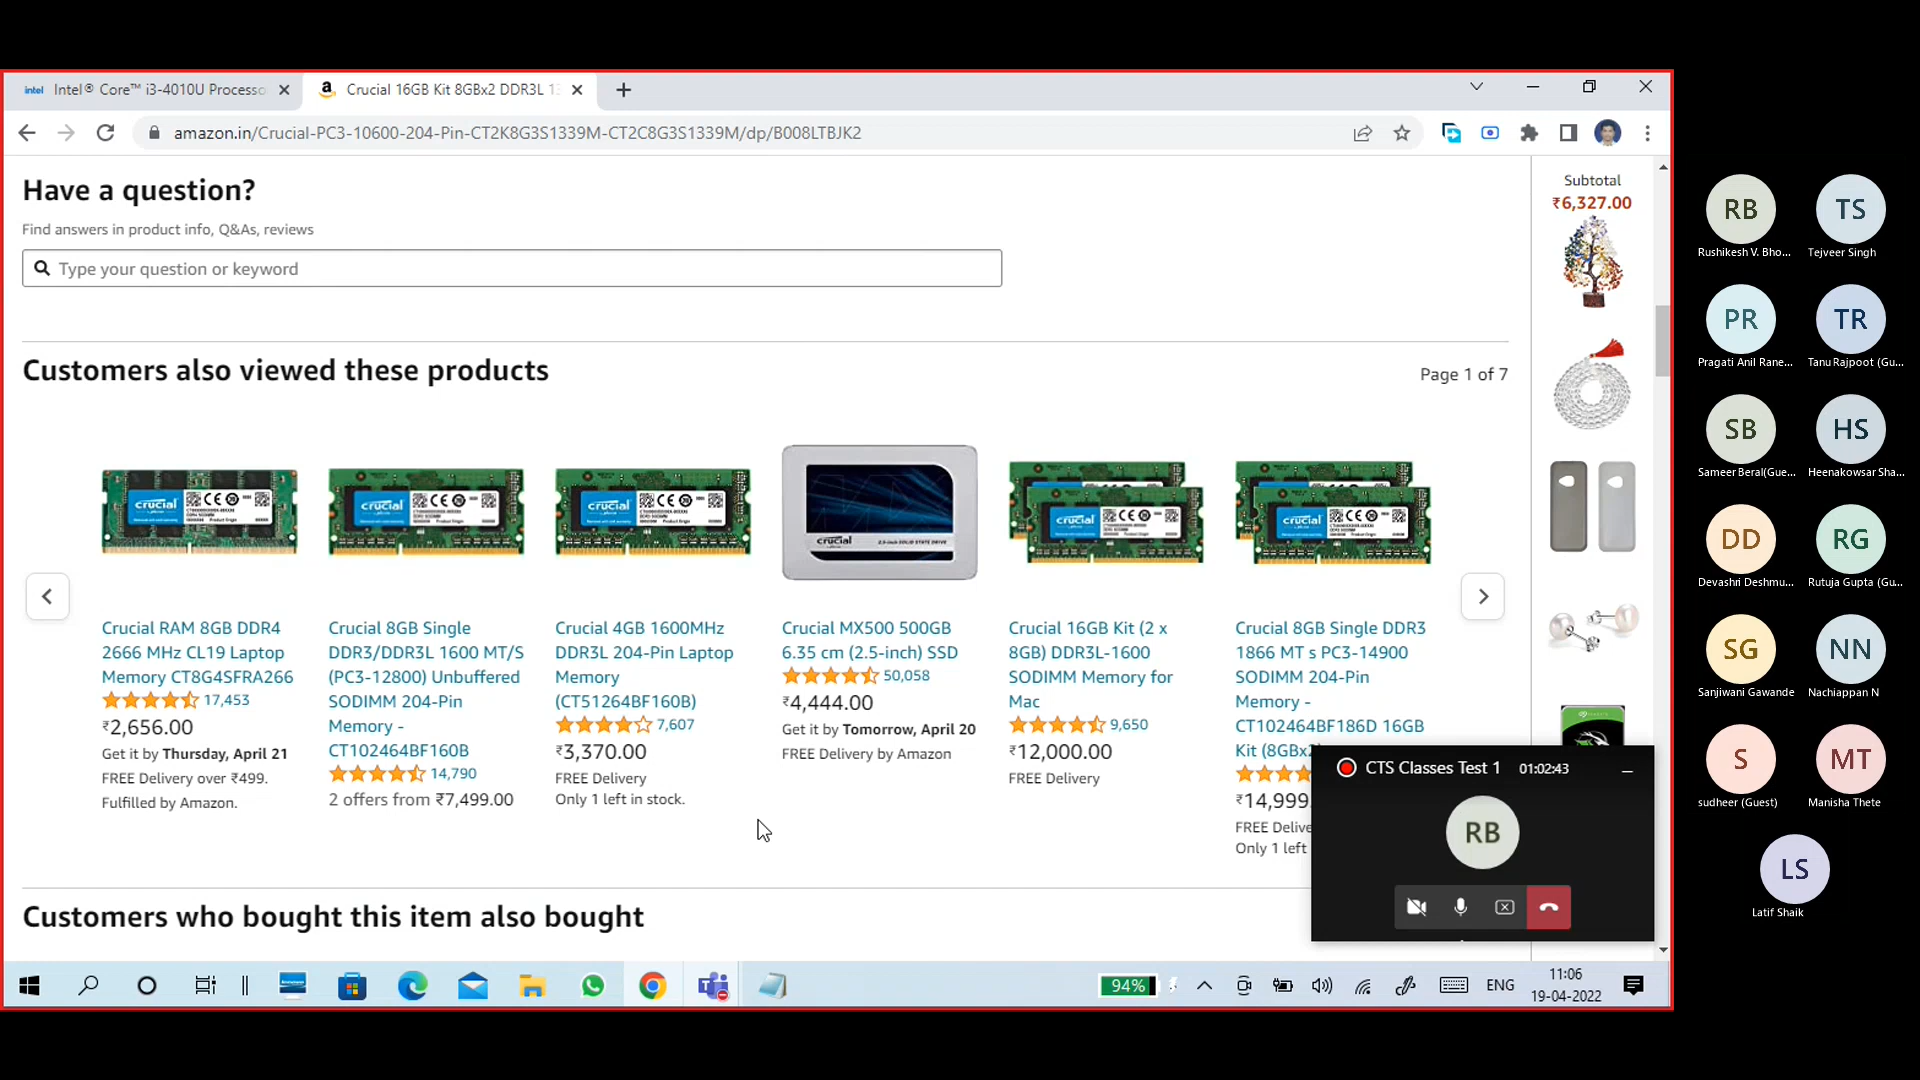 Intel® Core™ i3-4010U Processo
Crucial 16GB Kit 8GBx2 DDR3L 13
amazon.in/Crucial-PC3-10600-204-Pin-CT2K8G3S1339M-CT2C8G3S1339M/dp/B008LTBJK2
Have a question?
Find answers in product info, Q&As, reviews
Type your question or keyword
Customers also viewed these products
Page 1 of 7
Crucial RAM 8GB DDR4
2666 MHz CL19 Laptop
Memory CT8G4SFRA266
17,453
₹2,656.00
Get it by Thursday, April 21
FREE Delivery over ₹499.
Fulfilled by Amazon.
Crucial 8GB Single
DDR3/DDR3L 1600 MT/S
(PC3-12800) Unbuffered
SODIMM 204-Pin
Memory -
CT102464BF160B
14,790
2 offers from ₹7,499.00
Crucial 4GB 1600MHz
DDR3L 204-Pin Laptop
Memory
(CT51264BF160B)
7,607
₹3,370.00
FREE Delivery
Only 1 left in stock.
Crucial MX500 500GB
6.35 cm (2.5-inch) SSD
50,058
₹4,444.00
Get it by Tomorrow, April 20
FREE Delivery by Amazon
Crucial 16GB Kit (2 x
8GB) DDR3L-1600
SODIMM Memory for
Mac
9,650
₹12,000.00
FREE Delivery
Crucial 8GB Single DDR3
1866 MT s PC3-14900
SODIMM 204-Pin
Memory -
CT102464BF186D 16GB
Kit (8GBx2)
₹14,999
FREE Delive
Only 1 left
Customers who bought this item also bought
Subtotal
₹6,327.00
CTS Classes Test 1 01:02:43
RB
94%
ENG
11:06
19-04-2022
RB
Rushikesh V. Bho...
TS
Tejveer Singh
PR
Pragati Anil Rane...
TR
Tanu Rajpoot (Gu...
SB
Sameer Beral(Gue...
HS
Heenakowsar Sha...
DD
Devashri Deshmu...
RG
Rutuja Gupta (Gu...
SG
Sanjiwani Gawande
NN
Nachiappan N
S
sudheer (Guest)
MT
Manisha Thete
LS
Latif Shaik